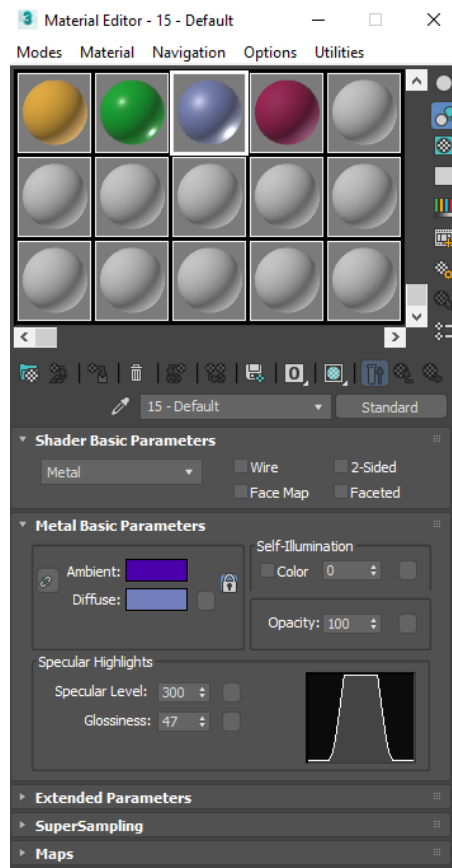 3 Material Editor - 15 - Default
Modes Material Navigation Options Utilities
0
15 - Default Standard
Shader Basic Parameters
Metal Wire 2-Sided
Face Map Faceted
Metal Basic Parameters
Self-Illumination
Ambient: Color 0
Diffuse:
Opacity: 100
Specular Highlights
Specular Level: 300
Glossiness: 47
Extended Parameters
SuperSampling
Maps